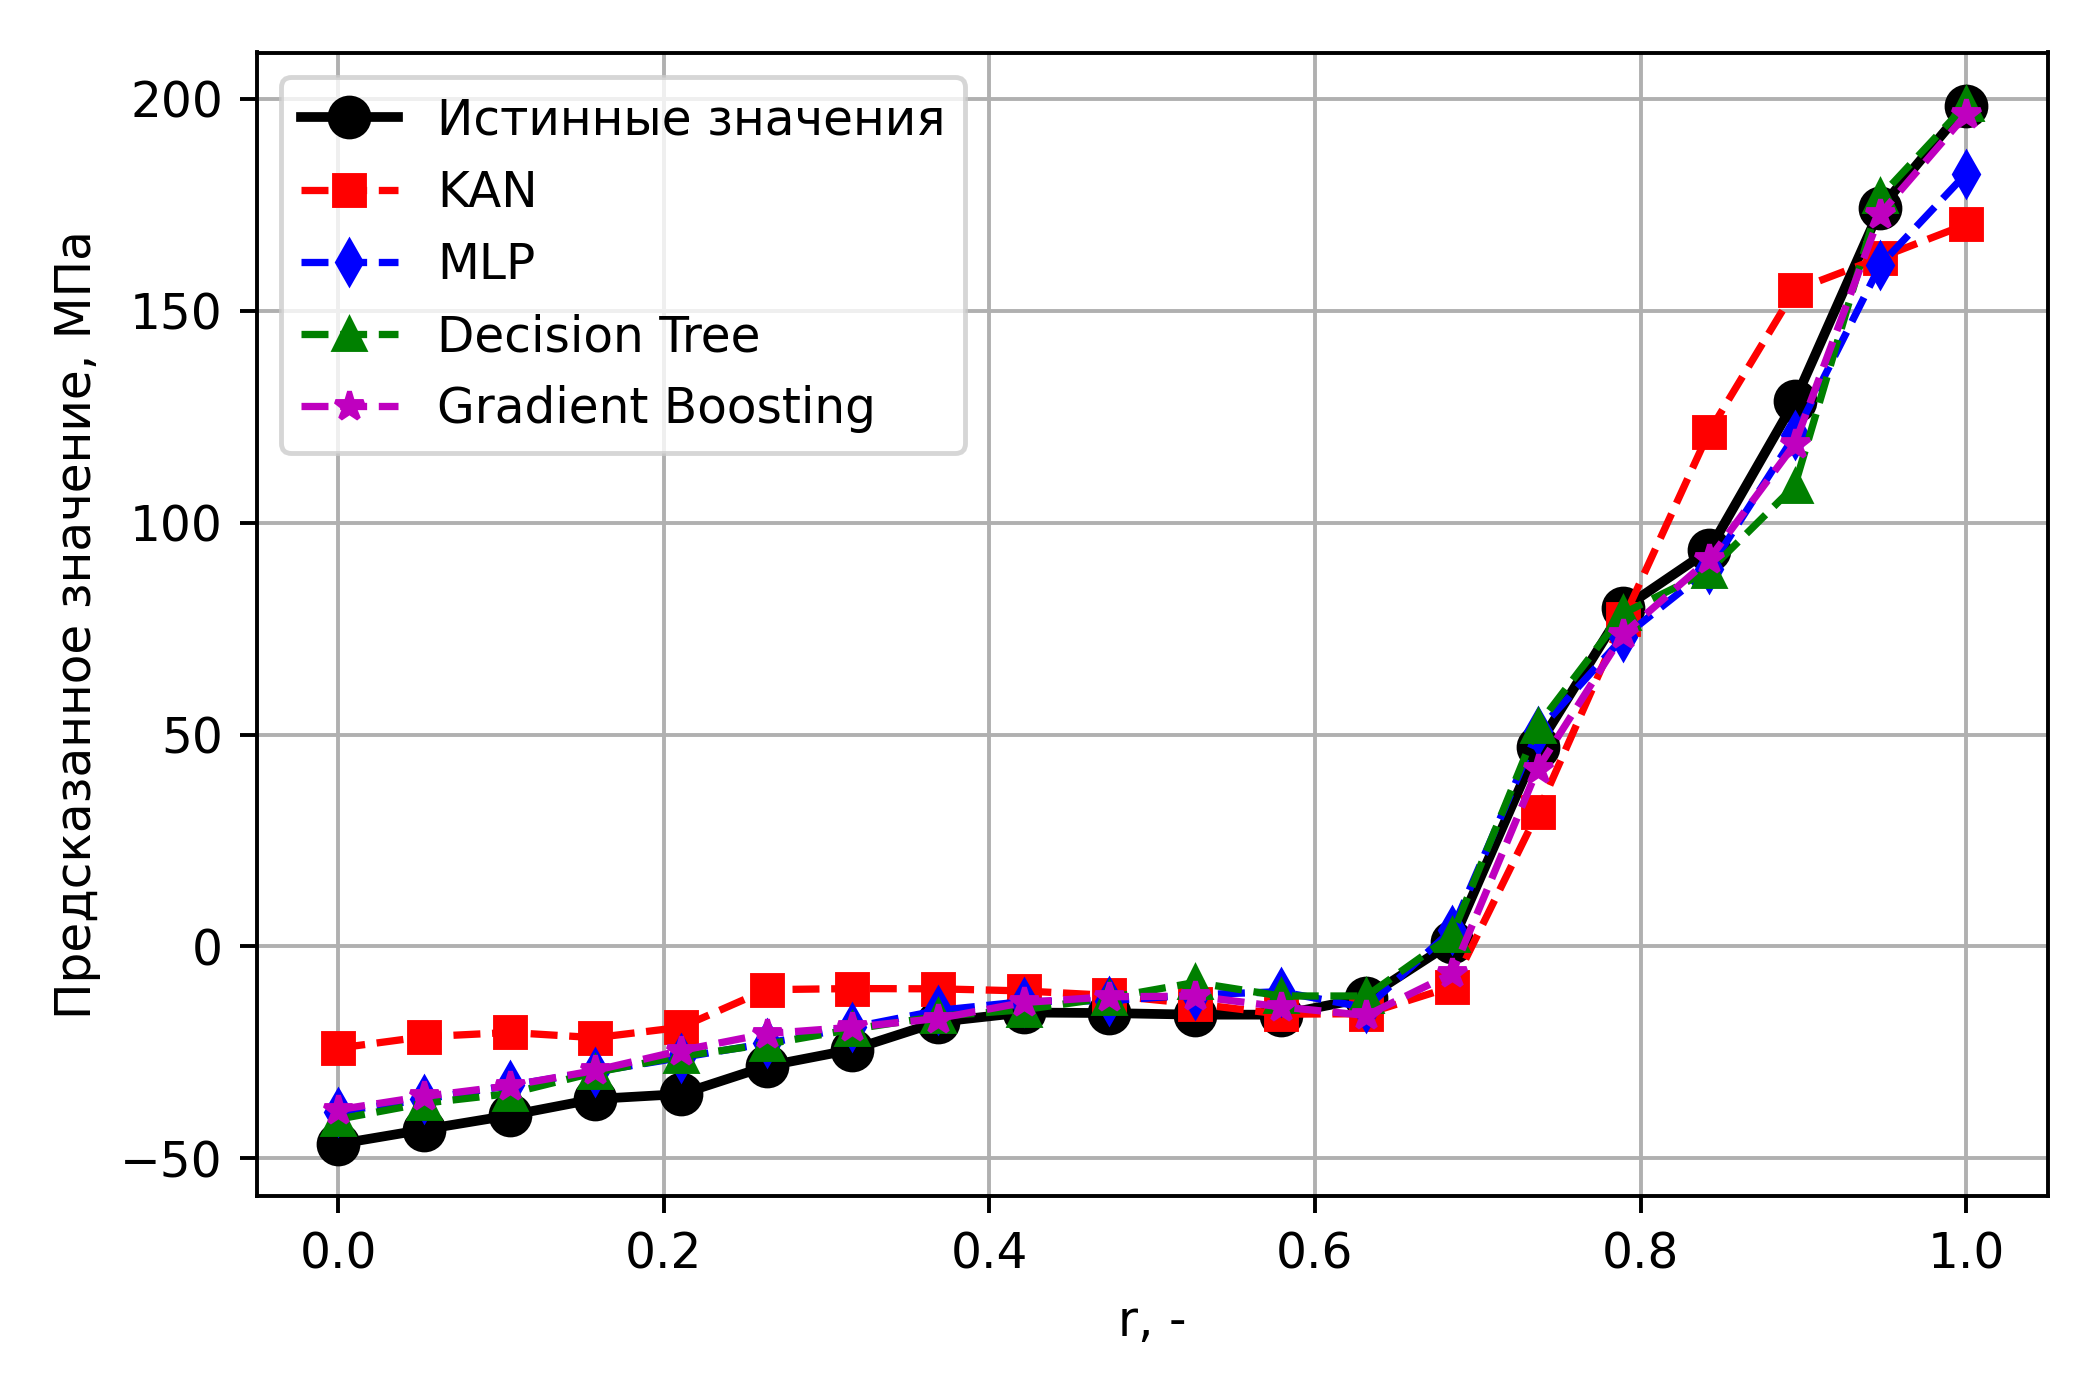 Предсказанное значение, МПа
200
150
100
50
0
−50
Истинные значения
KAN
MLP
Decision Tree
Gradient Boosting
0.0 0.2 0.4 0.6 0.8 1.0
r, -